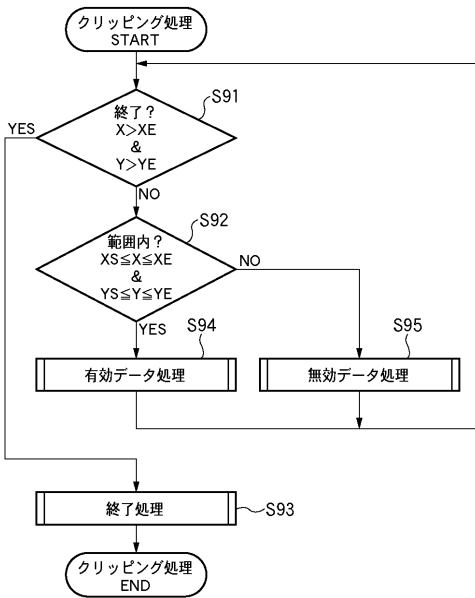 クリッピング処理
START
S91
終了？
X>XE
&
Y>YE
YES
NO
S92
範囲内？
XS≦X≦XE
&
YS≦Y≦YE
NO
YES
S94
有効データ処理
S95
無効データ処理
終了処理
S93
クリッピング処理
END